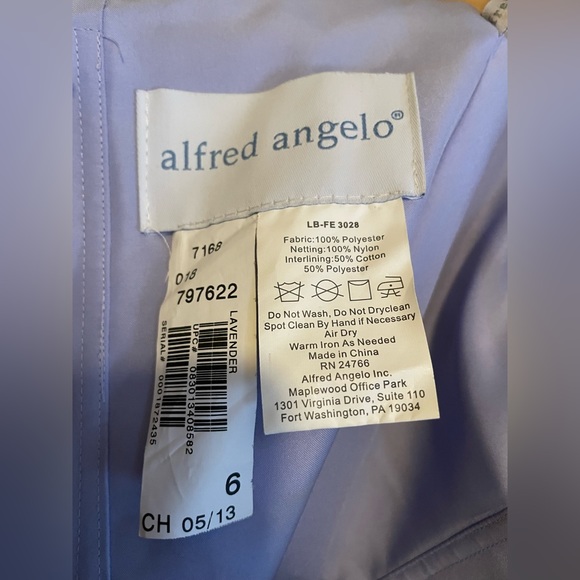 alfred angelo®
7168
D18
797622
LAVENDER
UPC# 083013408582
SERIAL# 0001672435
6
CH 05/13
LB-FE 3028
Fabric:100% Polyester
Netting:100% Nylon
Interlining:50% Cotton
50% Polyester
Do Not Wash, Do Not Dryclean
Spot Clean By Hand if Necessary
Air Dry
Warm Iron As Needed
Made in China
RN 24766
Alfred Angelo Inc.
Maplewood Office Park
1301 Virginia Drive, Suite 110
Fort Washington, PA 19034